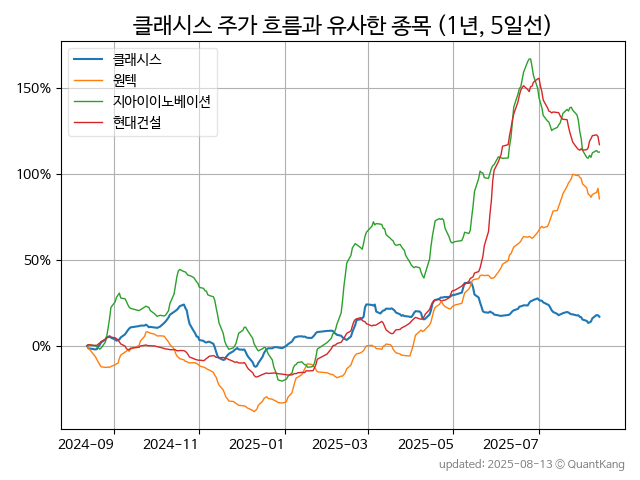 클래시스 주가 흐름과 유사한 종목 (1년, 5일선)
클래시스
원텍
지아이이노베이션
현대건설
150%
100%
50%
0%
2024-09 2024-11 2025-01 2025-03 2025-05 2025-07
updated: 2025-08-13 © QuantKang